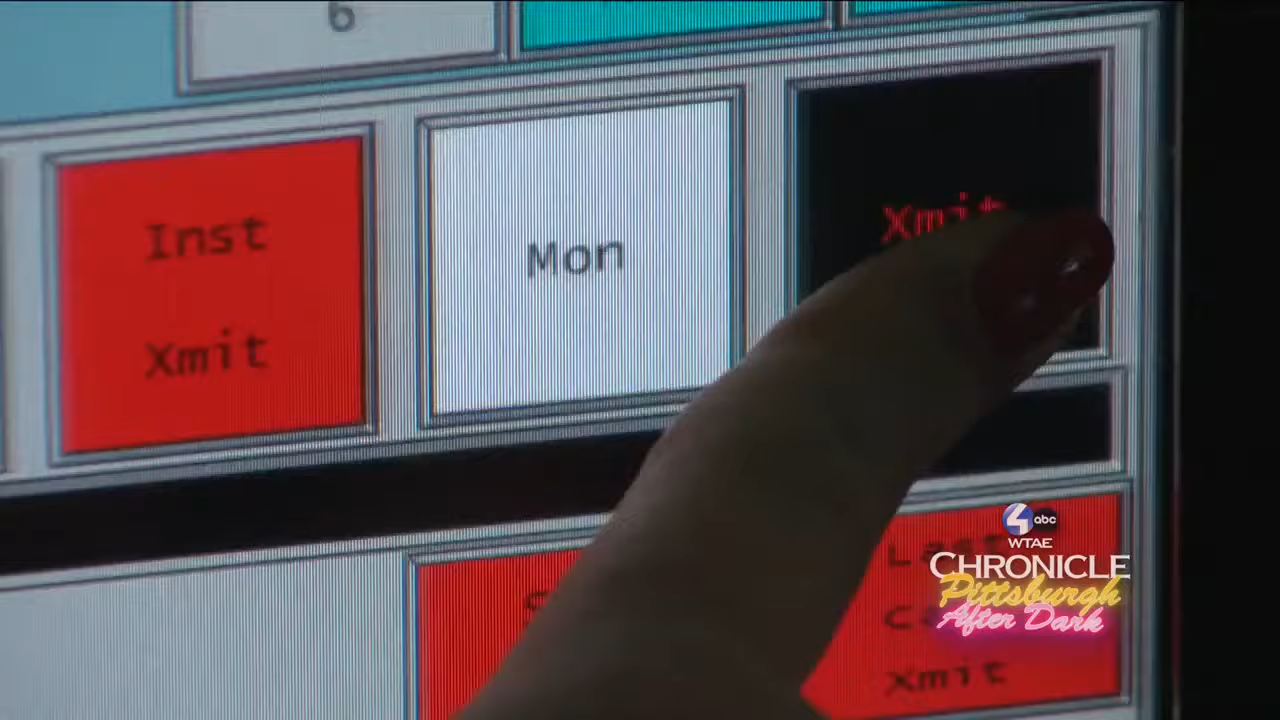 6
Inst
Xmit
Mon
Xmit
Xmit
4 abc
WTAE
CHRONICLE
Pittsburgh
After Dark